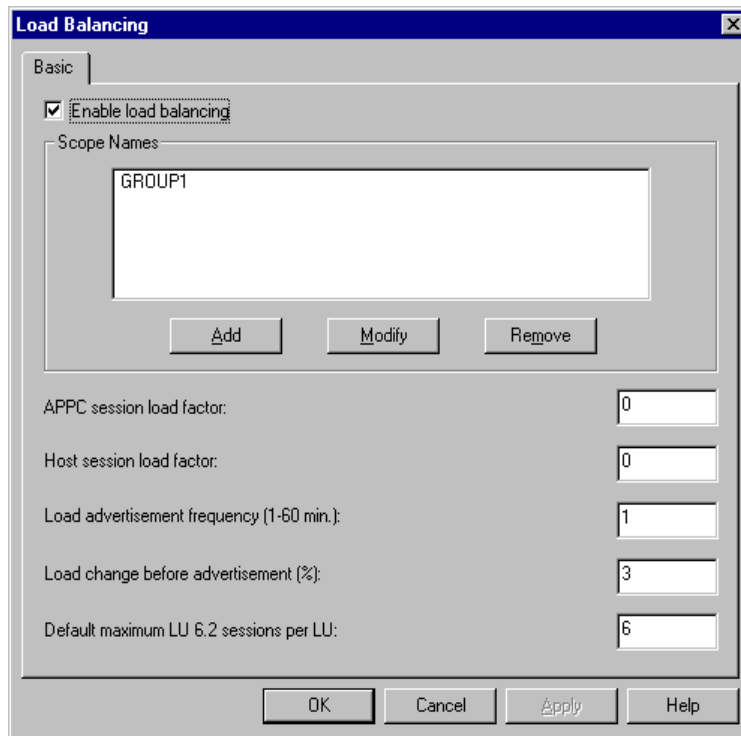 Load Balancing
Basic
Enable load balancing
Scope Names
GROUP1
Add Modify Remove
APPC session load factor: 0
Host session load factor: 0
Load advertisement frequency (1-60 min.): 1
Load change before advertisement (%): 3
Default maximum LU 6.2 sessions per LU: 6
OK Cancel Apply Help